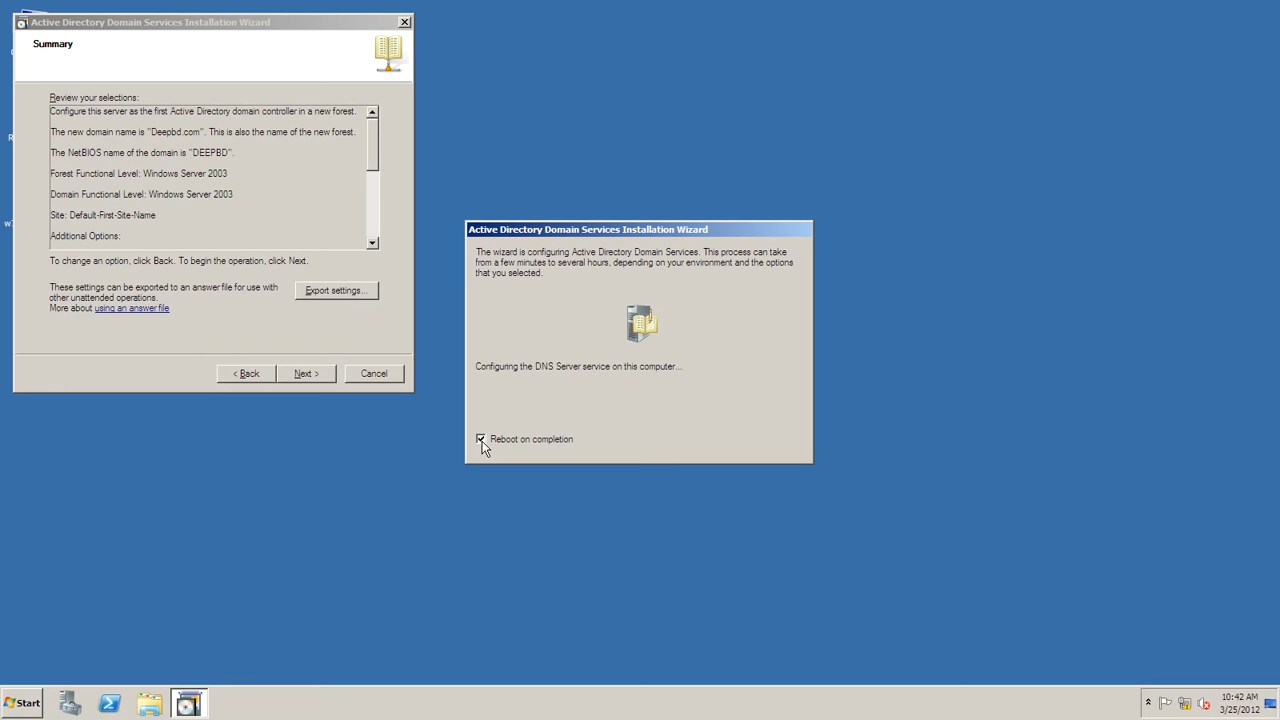 Active Directory Domain Services Installation Wizard
Summary
Review your selections:
Configure this server as the first Active Directory domain controller in a new forest.
The new domain name is "Deepbd.com". This is also the name of the new forest.
The NetBIOS name of the domain is "DEEPBD".
Forest Functional Level: Windows Server 2003
Domain Functional Level: Windows Server 2003
Site: Default-First-Site-Name
Additional Options:
To change an option, click Back. To begin the operation, click Next.
These settings can be exported to an answer file for use with
other unattended operations.
More about using an answer file
Export settings...
< Back
Next >
Cancel
Active Directory Domain Services Installation Wizard
The wizard is configuring Active Directory Domain Services. This process can take
from a few minutes to several hours, depending on your environment and the options
that you selected.
Configuring the DNS Server service on this computer...
Reboot on completion
Start
10:42 AM
3/25/2012